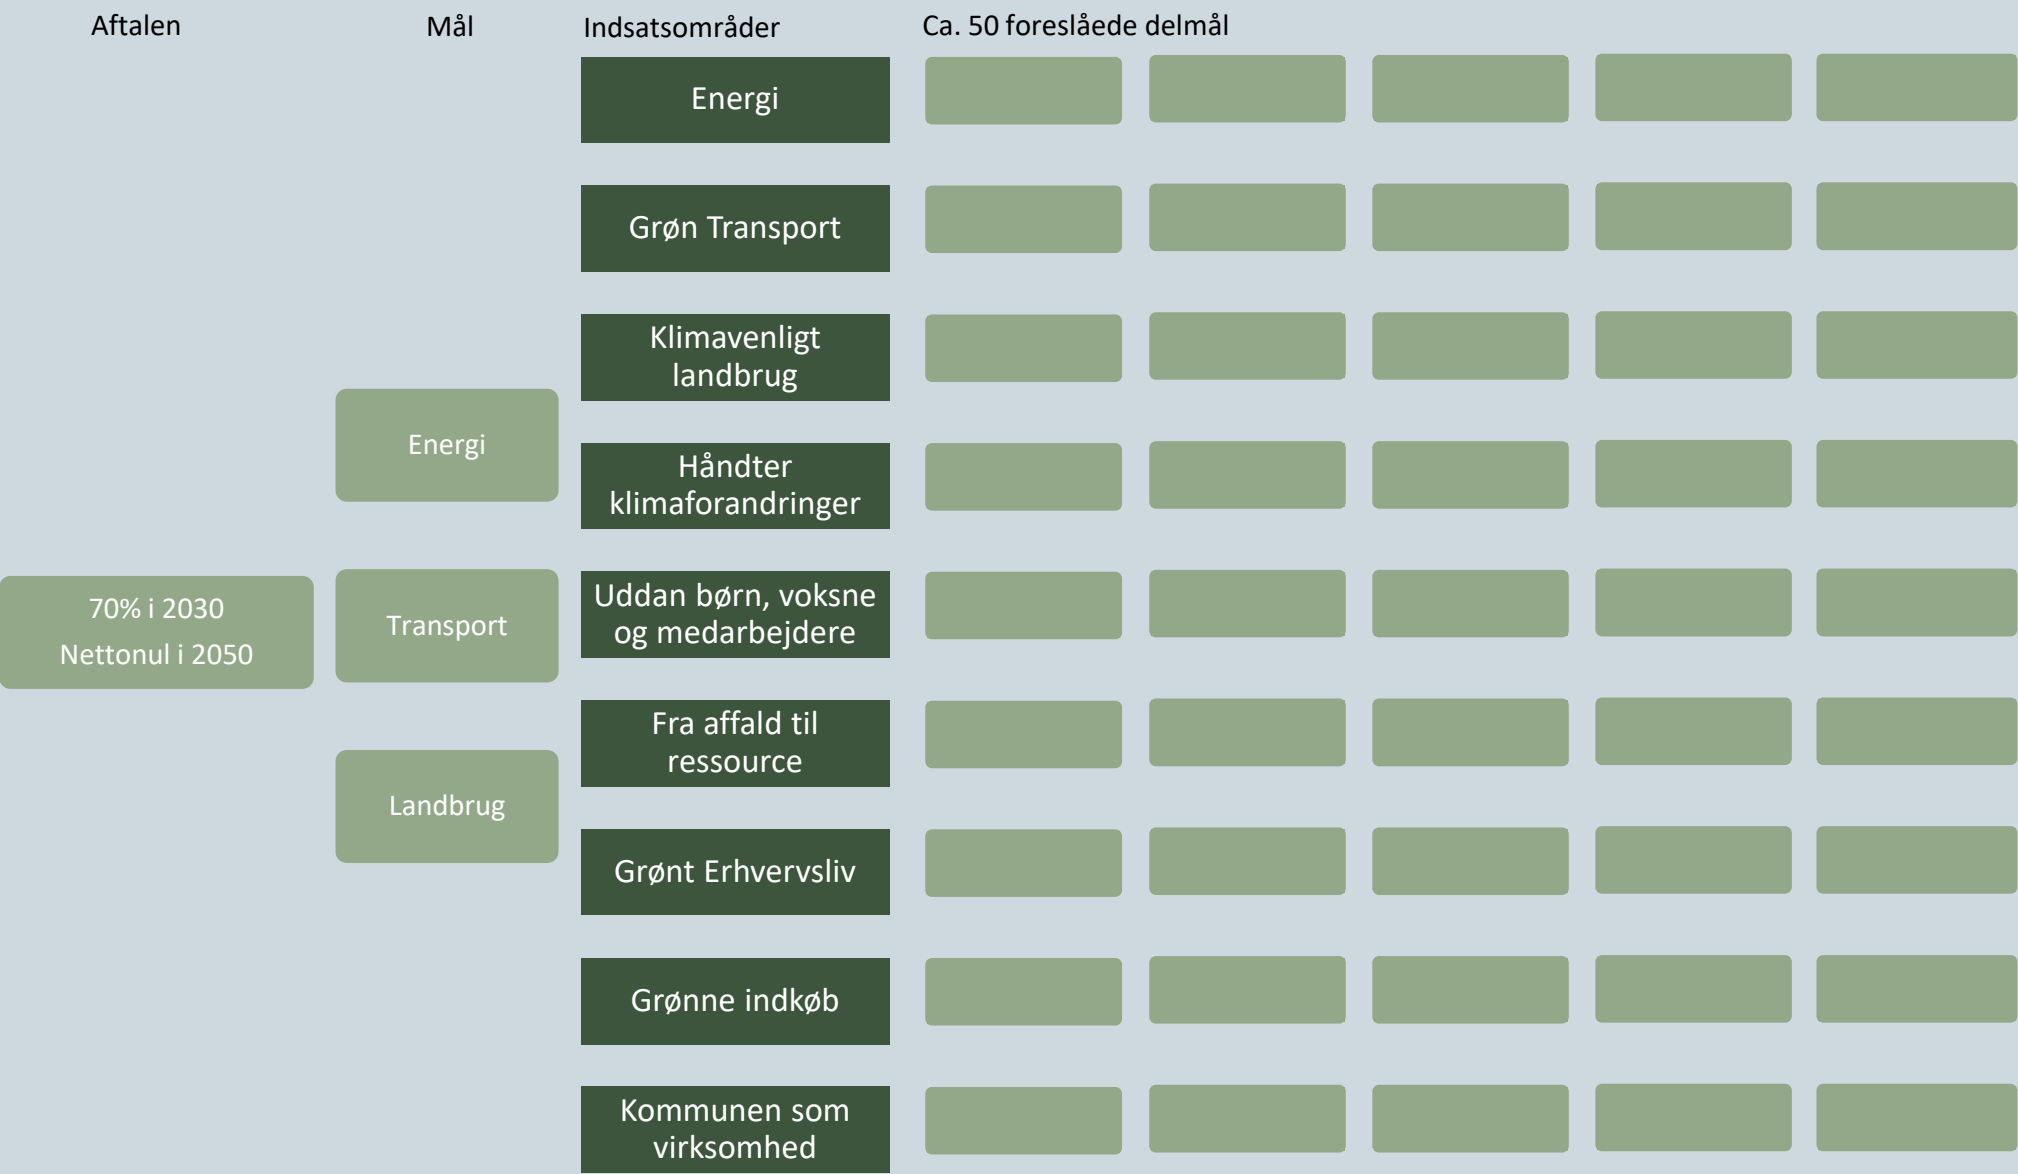 Aftalen
Mål
Indsatsområder
Ca. 50 foreslåede delmål
70% i 2030
Nettonul i 2050
Energi
Transport
Landbrug
Energi
Grøn Transport
Klimavenligt
landbrug
Håndter
klimaforandringer
Uddan børn, voksne
og medarbejdere
Fra affald til
ressource
Grønt Erhvervsliv
Grønne indkøb
Kommunen som
virksomhed